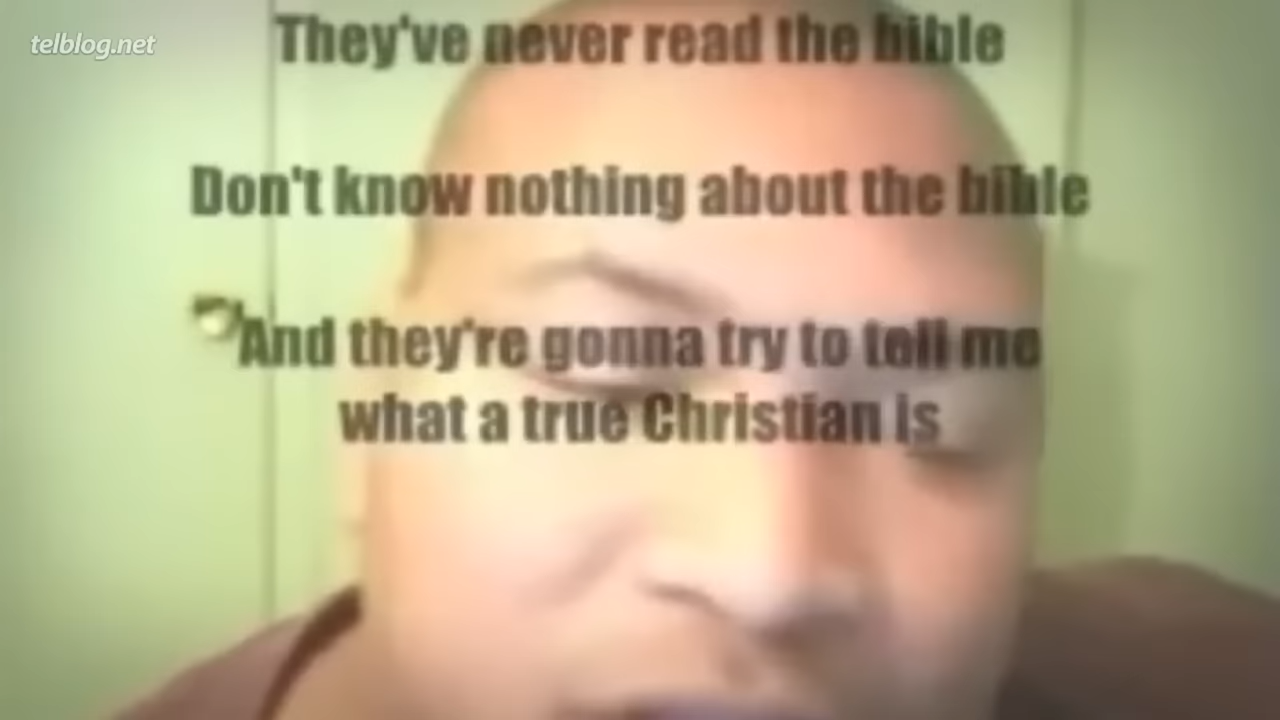 telblog.net
They've never read the bible
Don't know nothing about the bible
And they're gonna try to tell me
what a true Christian is